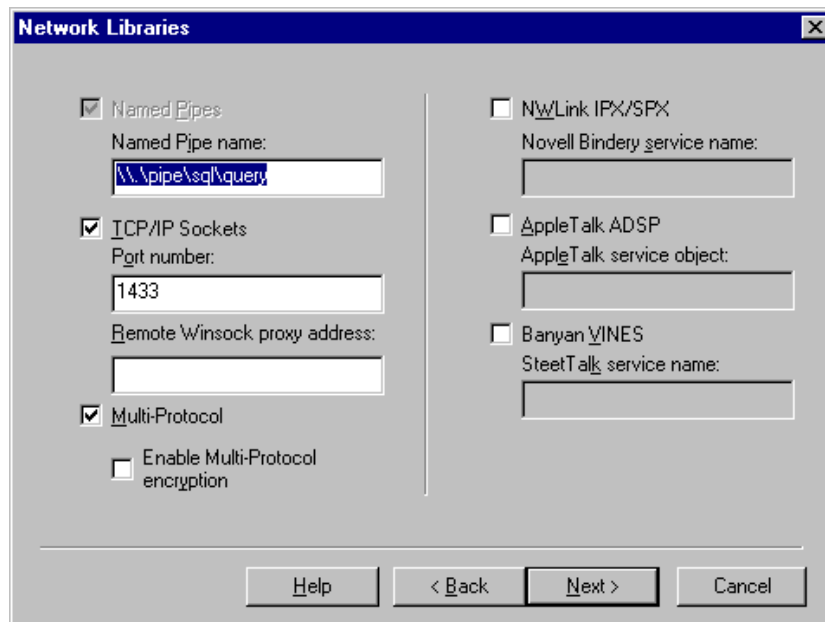 Network Libraries
Named Pipes
Named Pipe name:
\\.\pipe\sql\query
TCP/IP Sockets
Port number:
1433
Remote Winsock proxy address:
Multi-Protocol
Enable Multi-Protocol
encryption
NWLink IPX/SPX
Novell Bindery service name:
AppleTalk ADSP
AppleTalk service object:
Banyan VINES
SteetTalk service name:
Help
< Back
Next >
Cancel